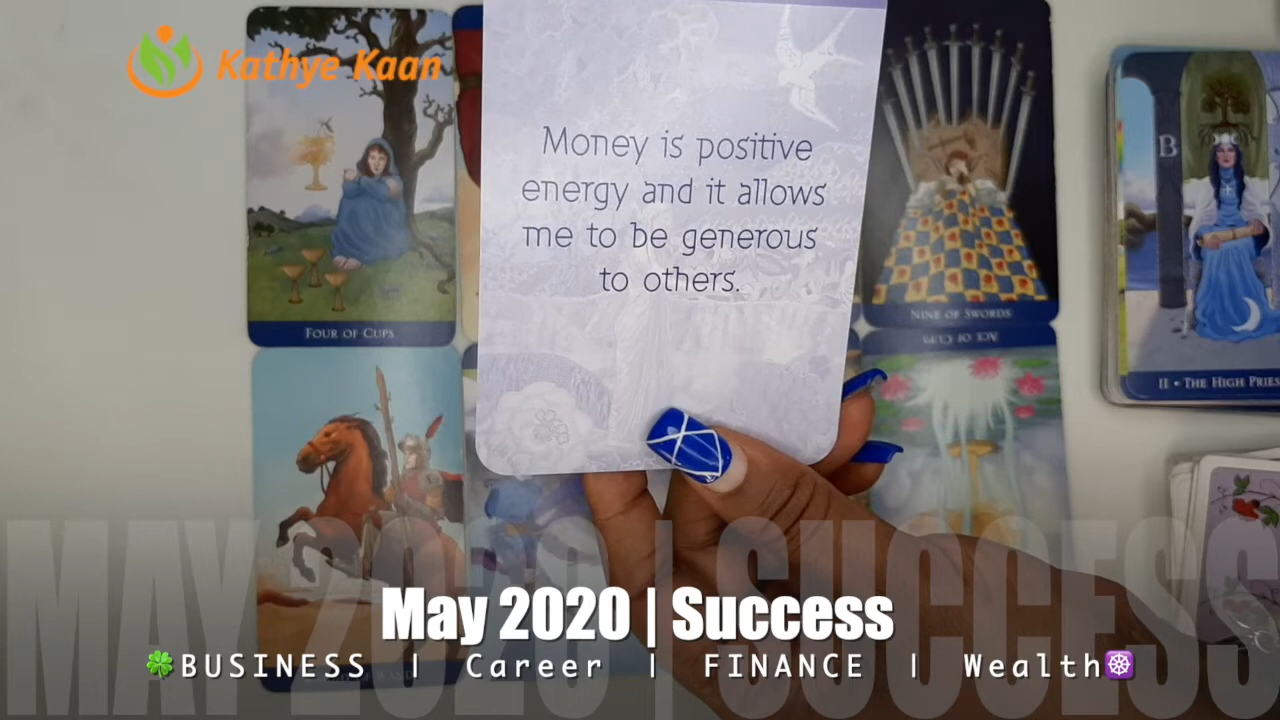 Kathye Kaan
Money is positive
energy and it allows
me to be generous
to others.
B
FOUR OF CUPS
NINE OF SWORDS
ACE OF CUPS
II • THE HIGH PRIES
MAY 2020 | SUCCESS
May 2020 | Success
🍀BUSINESS | Career | FINANCE | Wealth☸️